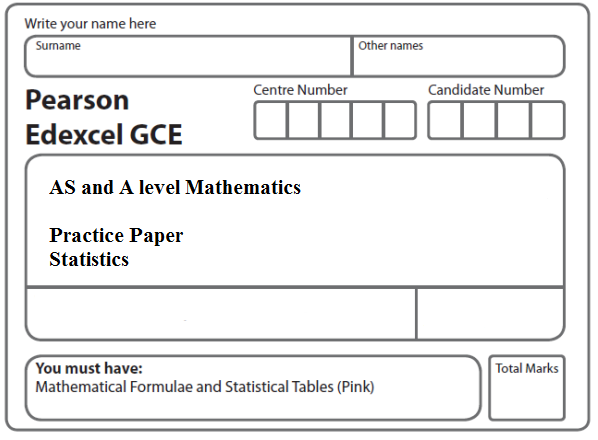 Write your name here
Surname
Other names
Pearson
Edexcel GCE
Centre Number
Candidate Number
AS and A level Mathematics
Practice Paper
Statistics
You must have:
Mathematical Formulae and Statistical Tables (Pink)
Total Marks